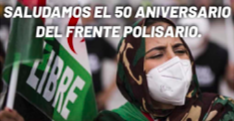 SALUDAMOS EL 50 ANIVERSARIO
DEL FRENTE POLISARIO.
LIBRE